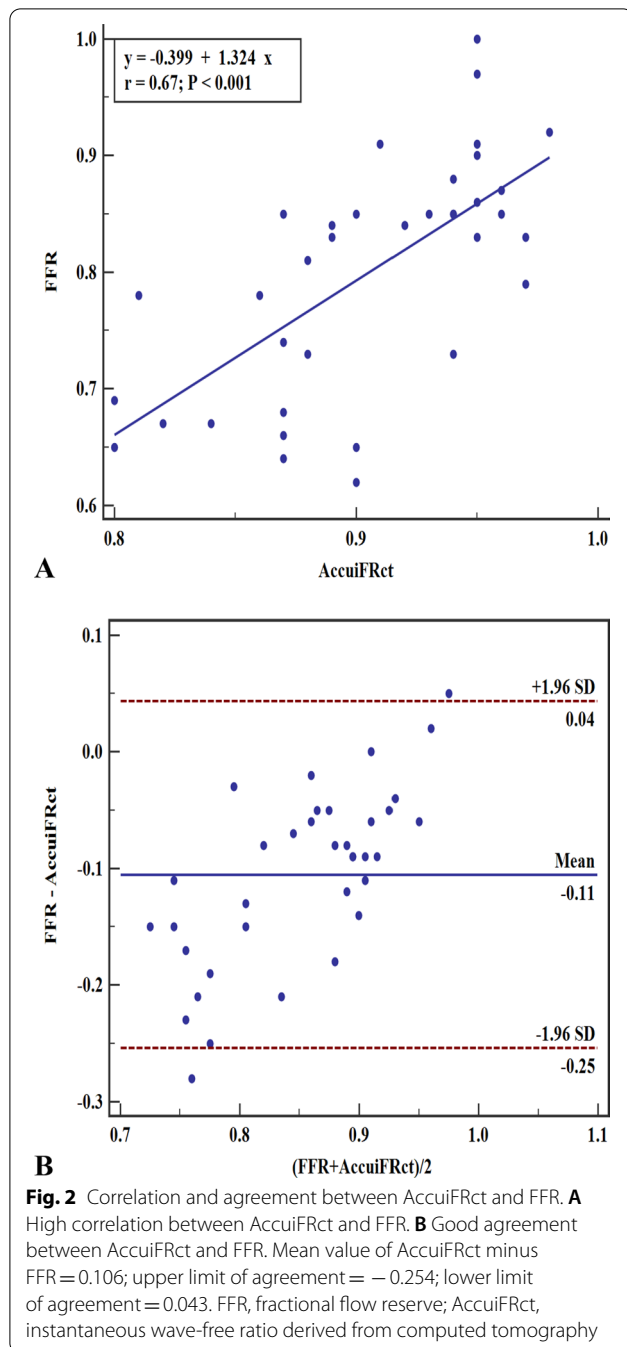 y = -0.399 + 1.324 x
r = 0.67; P < 0.001
FFR
1.0
0.9
0.8
0.7
0.6
0.8
0.9
1.0
A
AccuiFRct
FFR - AccuiFRct
0.1
0.0
-0.1
-0.2
-0.3
+1.96 SD
0.04
Mean
-0.11
-1.96 SD
-0.25
0.7
0.8
0.9
1.0
1.1
B
(FFR+AccuiFRct)/2
Fig. 2 Correlation and agreement between AccuiFRct and FFR. A
High correlation between AccuiFRct and FFR. B Good agreement
between AccuiFRct and FFR. Mean value of AccuiFRct minus
FFR = 0.106; upper limit of agreement = − 0.254; lower limit
of agreement = 0.043. FFR, fractional flow reserve; AccuiFRct,
instantaneous wave-free ratio derived from computed tomography